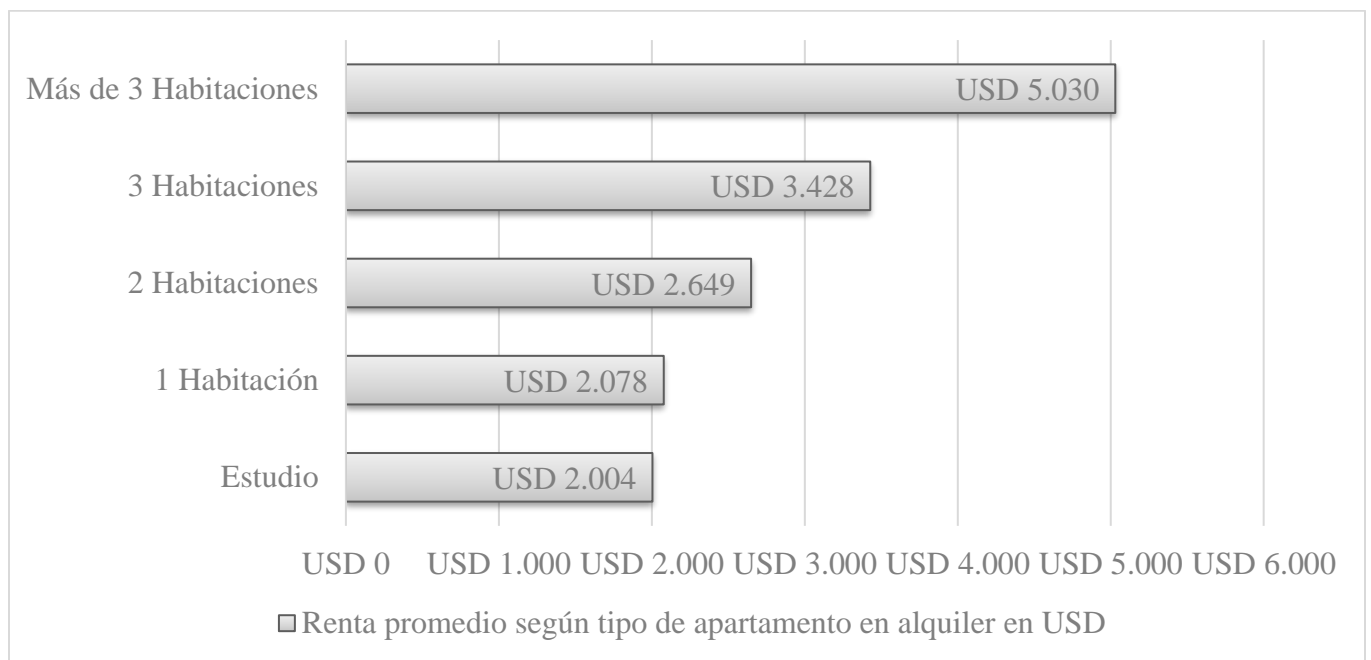 Más de 3 Habitaciones
USD 5.030
3 Habitaciones
USD 3.428
2 Habitaciones
USD 2.649
1 Habitación
USD 2.078
Estudio
USD 2.004
USD 0 USD 1.000 USD 2.000 USD 3.000 USD 4.000 USD 5.000 USD 6.000
Renta promedio según tipo de apartamento en alquiler en USD